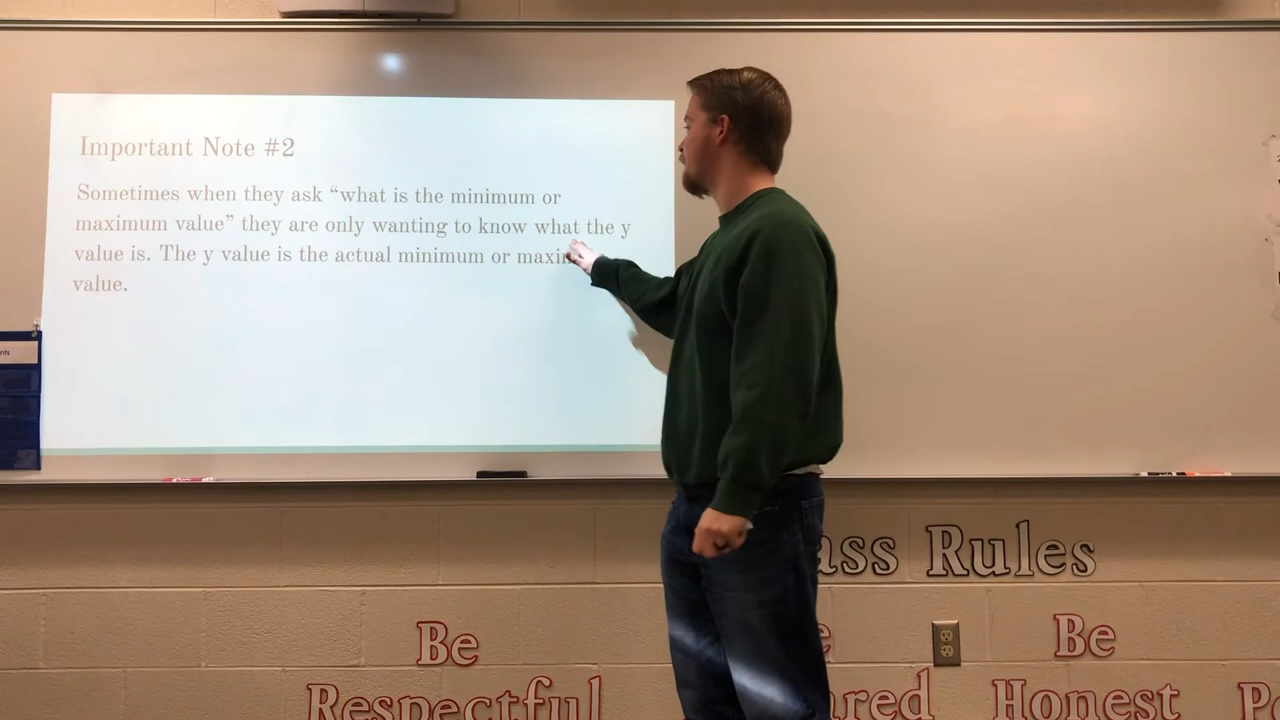 Important Note #2
Sometimes when they ask “what is the minimum or
maximum value” they are only wanting to know what the y
value is. The y value is the actual minimum or
value.
Rules
Be
Be
Respectful
Honest